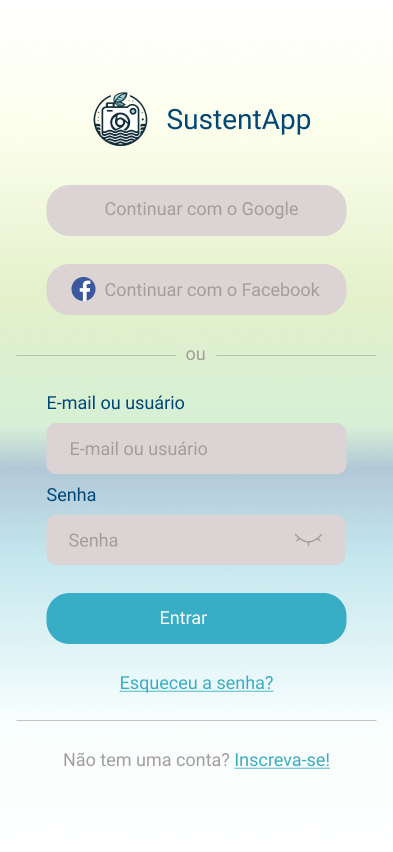 SustentApp
Continuar com o Google
Continuar com o Facebook
ou
E-mail ou usuário
E-mail ou usuário
Senha
Senha
Entrar
Esqueceu a senha?
Não tem uma conta? Inscreva-se!